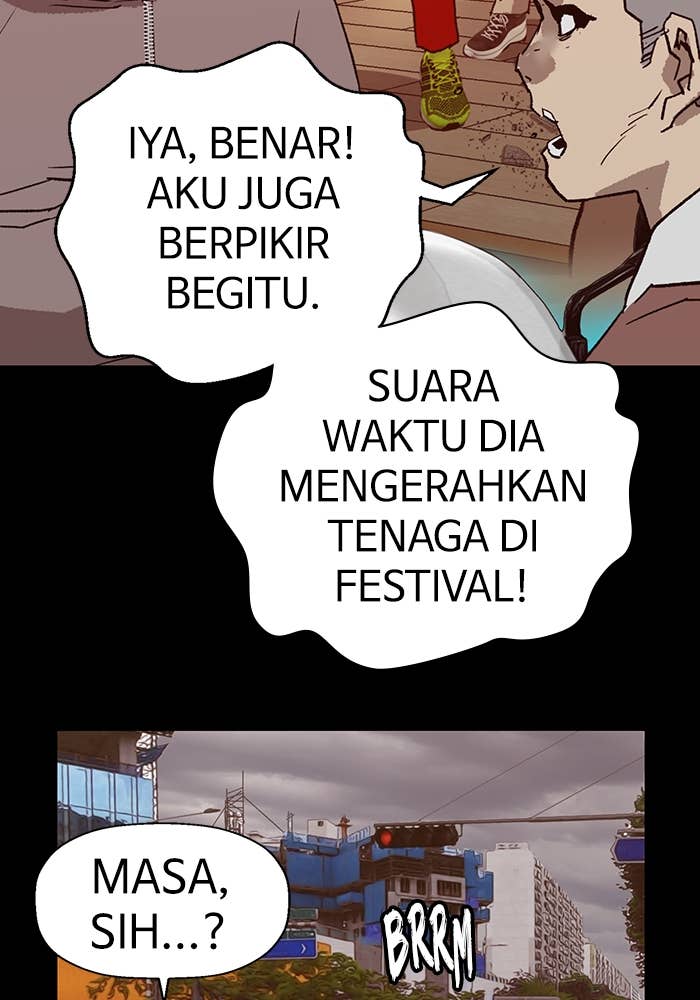 IYA, BENAR!
AKU JUGA
BERPIKIR
BEGITU.
SUARA
WAKTU DIA
MENGERAHKAN
TENAGA DI
FESTIVAL!
MASA,
SIH...?
BRRM